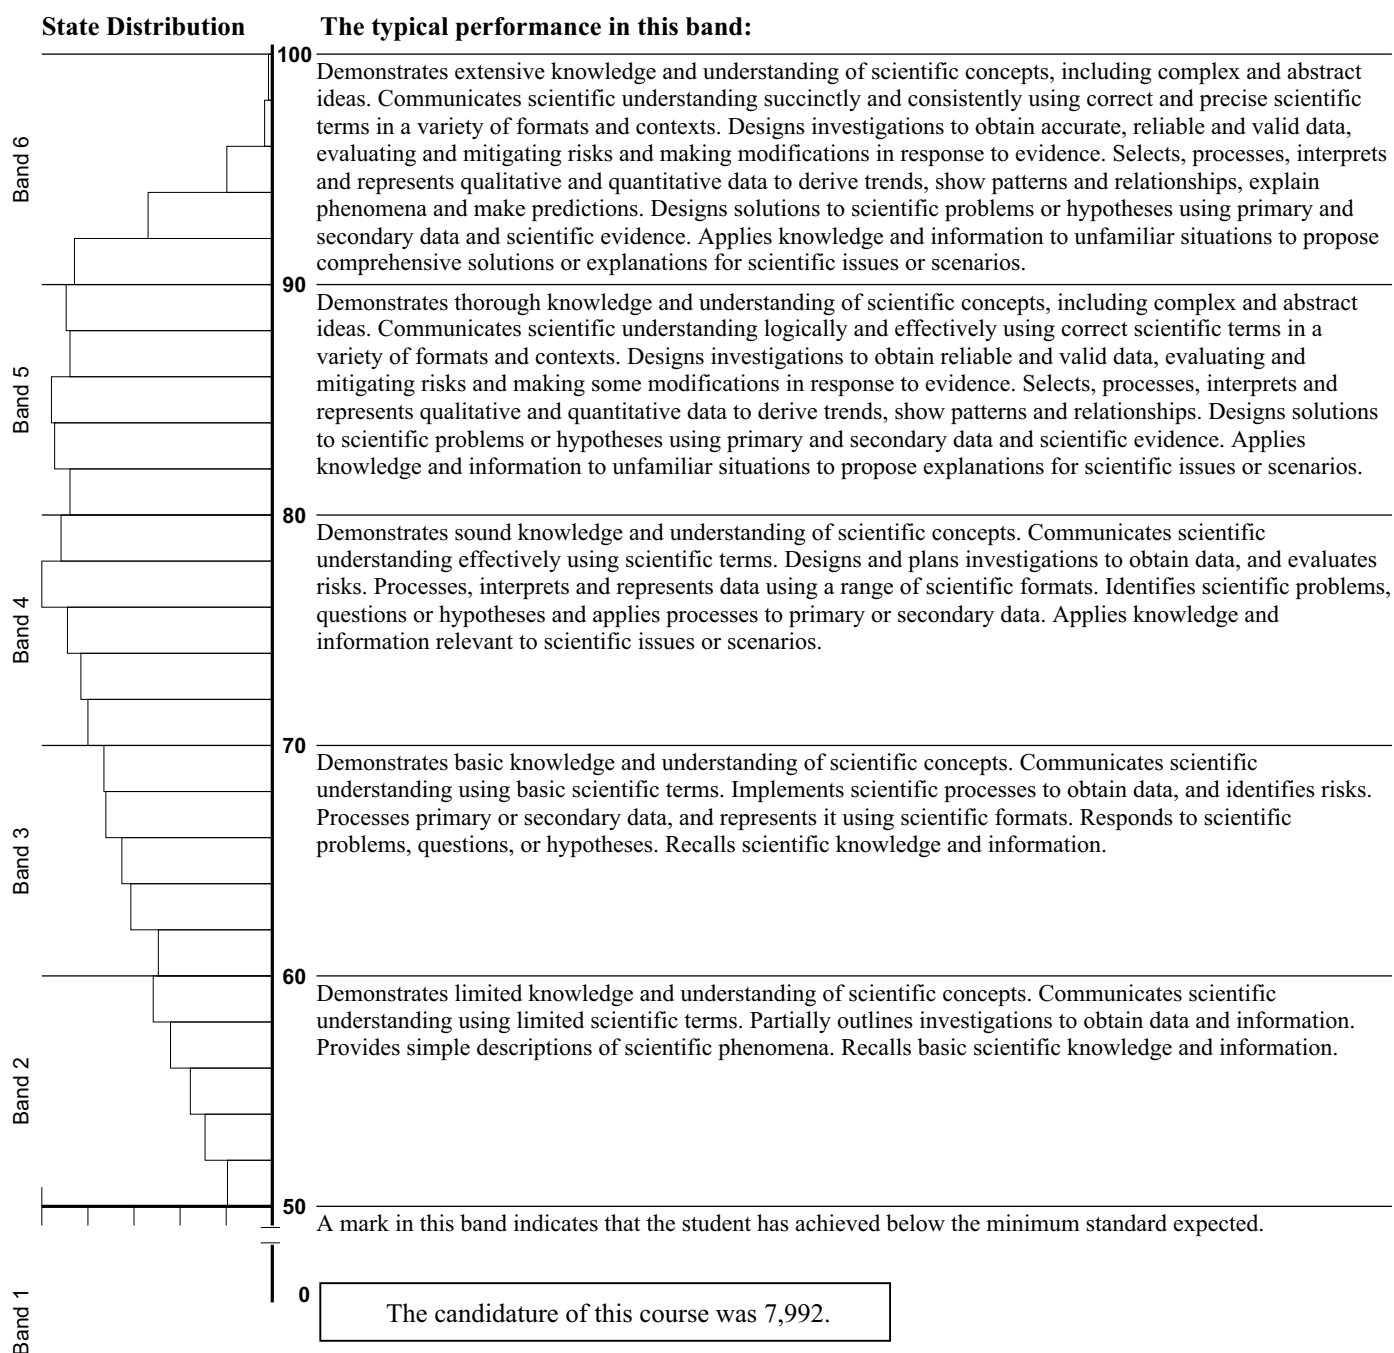 State Distribution
The typical performance in this band:
100
Band 6
Demonstrates extensive knowledge and understanding of scientific concepts, including complex and abstract
ideas. Communicates scientific understanding succinctly and consistently using correct and precise scientific
terms in a variety of formats and contexts. Designs investigations to obtain accurate, reliable and valid data,
evaluating and mitigating risks and making modifications in response to evidence. Selects, processes, interprets
and represents qualitative and quantitative data to derive trends, show patterns and relationships, explain
phenomena and make predictions. Designs solutions to scientific problems or hypotheses using primary and
secondary data and scientific evidence. Applies knowledge and information to unfamiliar situations to propose
comprehensive solutions or explanations for scientific issues or scenarios.
90
Band 5
Demonstrates thorough knowledge and understanding of scientific concepts, including complex and abstract
ideas. Communicates scientific understanding logically and effectively using correct scientific terms in a
variety of formats and contexts. Designs investigations to obtain reliable and valid data, evaluating and
mitigating risks and making some modifications in response to evidence. Selects, processes, interprets and
represents qualitative and quantitative data to derive trends, show patterns and relationships. Designs solutions
to scientific problems or hypotheses using primary and secondary data and scientific evidence. Applies
knowledge and information to unfamiliar situations to propose explanations for scientific issues or scenarios.
80
Band 4
Demonstrates sound knowledge and understanding of scientific concepts. Communicates scientific
understanding effectively using scientific terms. Designs and plans investigations to obtain data, and evaluates
risks. Processes, interprets and represents data using a range of scientific formats. Identifies scientific problems,
questions or hypotheses and applies processes to primary or secondary data. Applies knowledge and
information relevant to scientific issues or scenarios.
70
Band 3
Demonstrates basic knowledge and understanding of scientific concepts. Communicates scientific
understanding using basic scientific terms. Implements scientific processes to obtain data, and identifies risks.
Processes primary or secondary data, and represents it using scientific formats. Responds to scientific
problems, questions, or hypotheses. Recalls scientific knowledge and information.
60
Band 2
Demonstrates limited knowledge and understanding of scientific concepts. Communicates scientific
understanding using limited scientific terms. Partially outlines investigations to obtain data and information.
Provides simple descriptions of scientific phenomena. Recalls basic scientific knowledge and information.
50
A mark in this band indicates that the student has achieved below the minimum standard expected.
Band 1
0
The candidature of this course was 7,992.